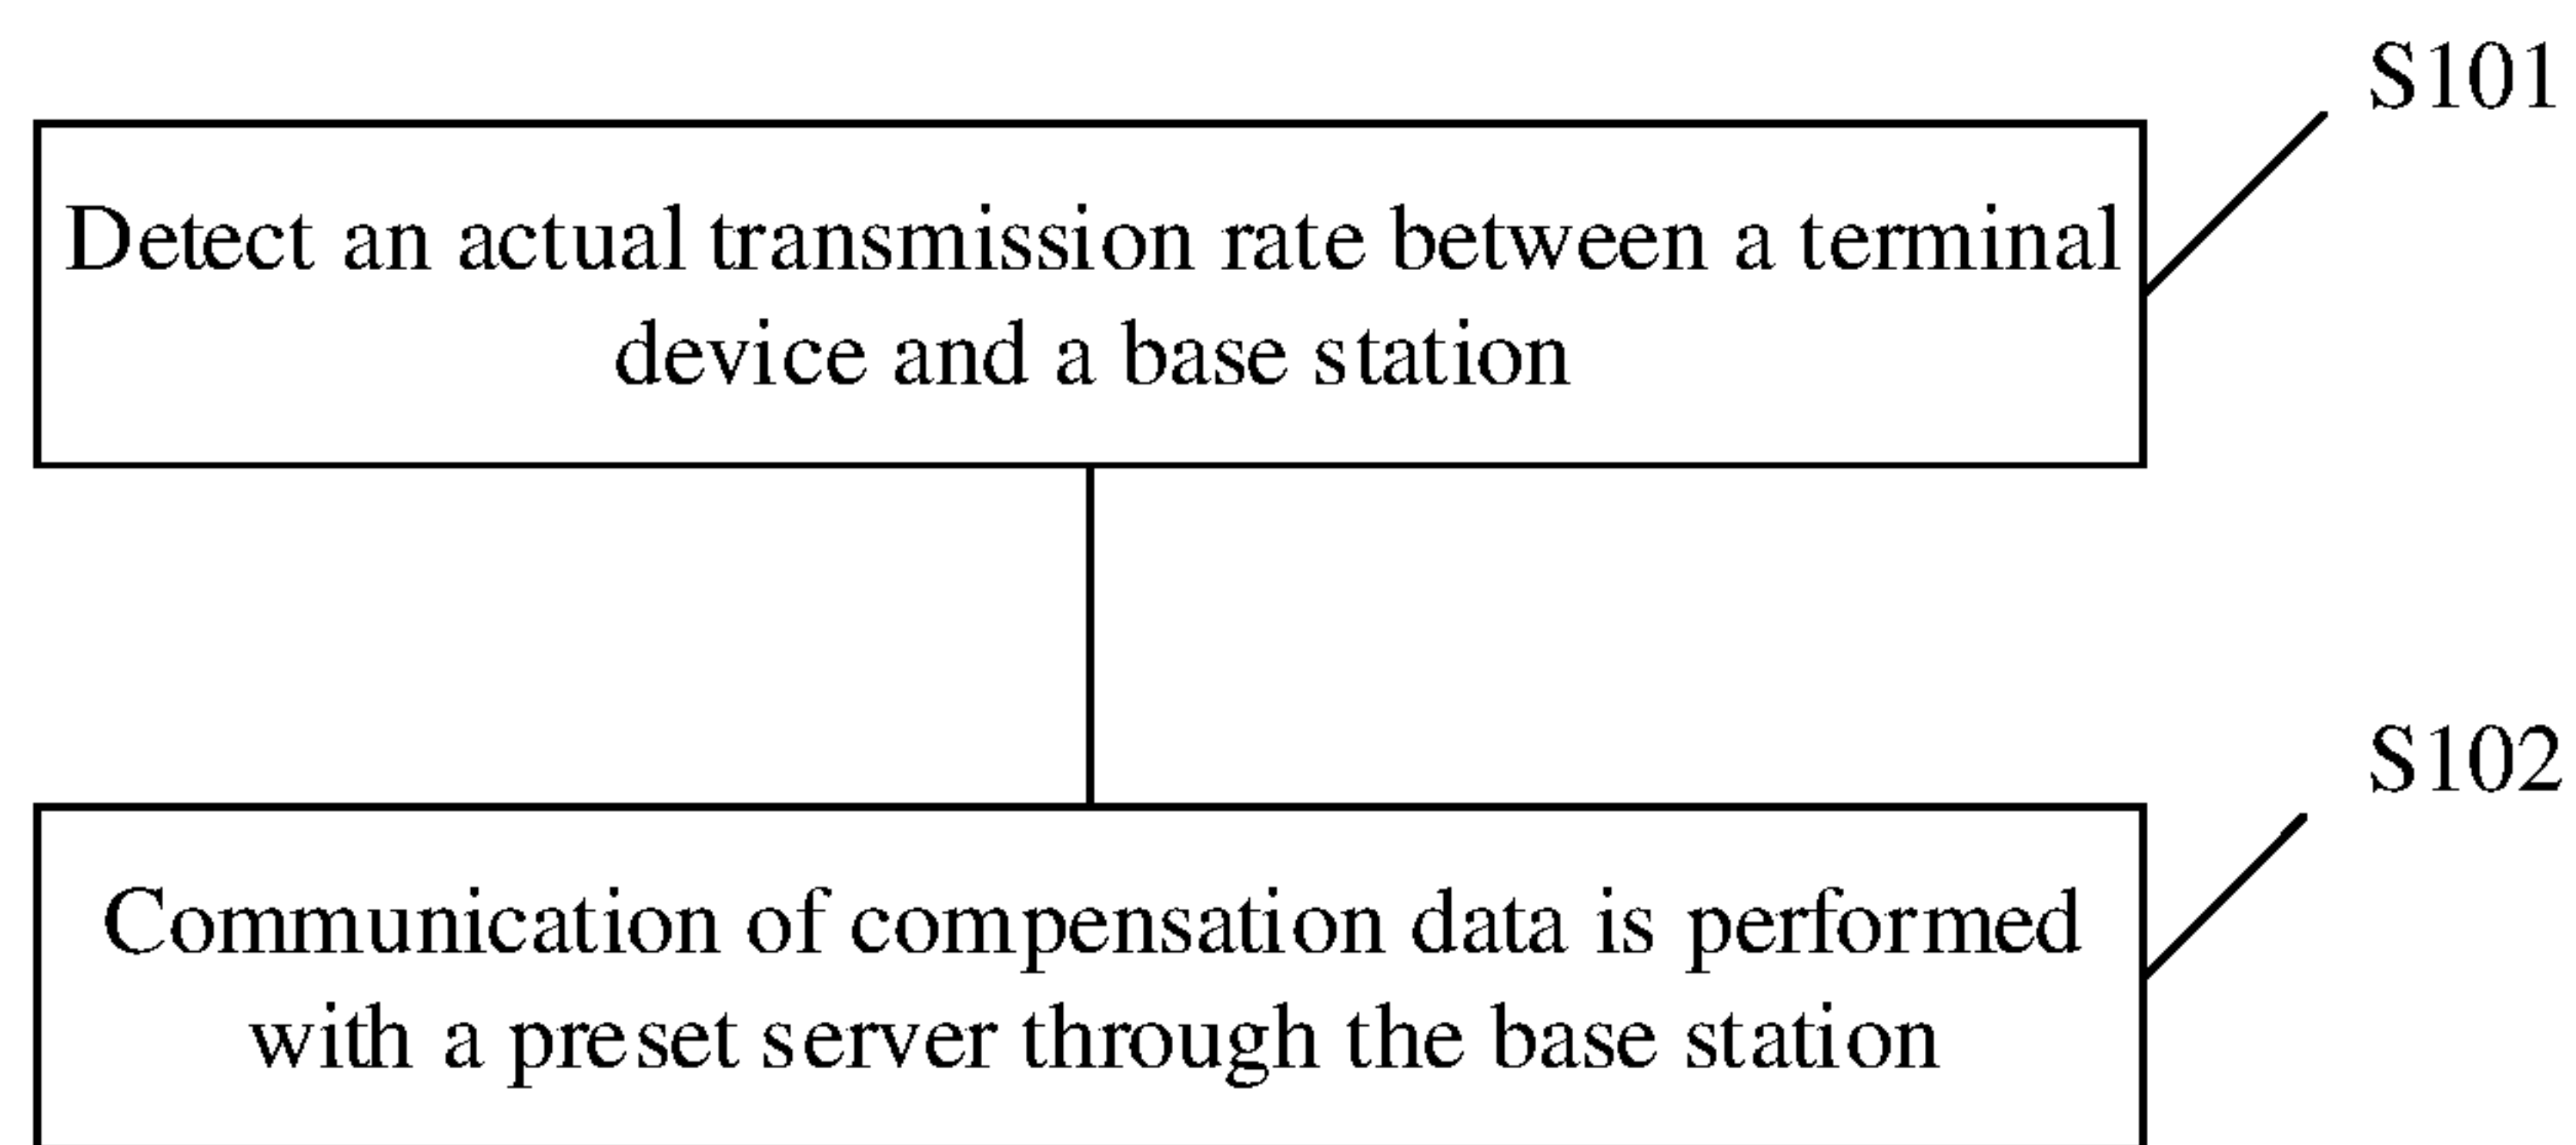 S101
Detect an actual transmission rate between a terminal
device and a base station
S102
Communication of compensation data is performed
with a preset server through the base station